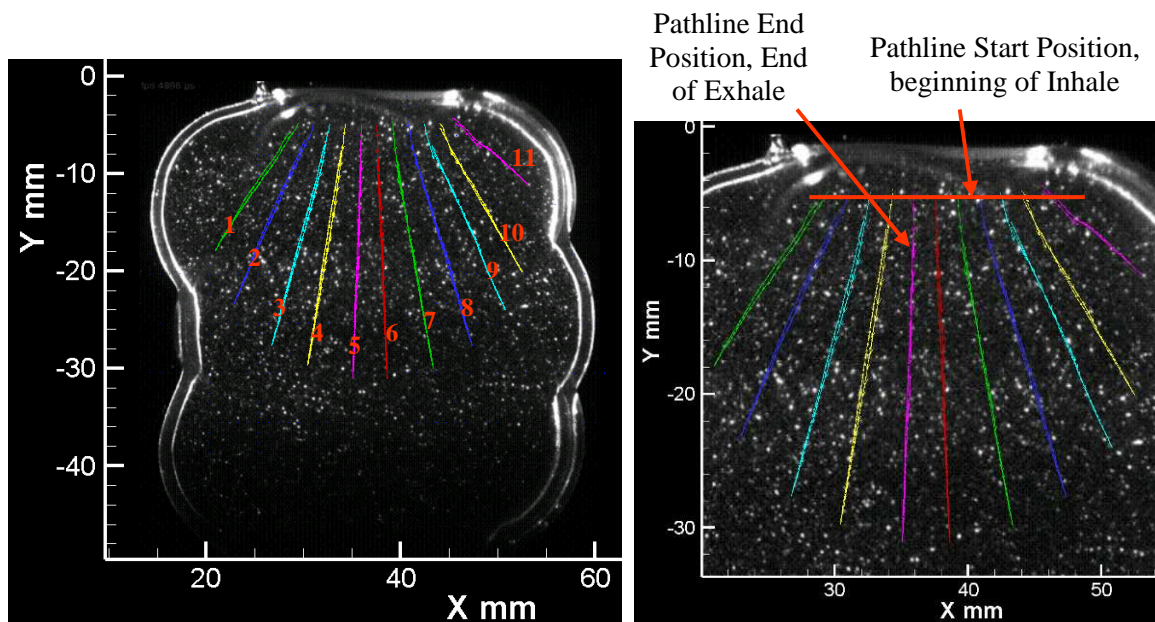 Pathline End
Position, End
of Exhale
Pathline Start Position,
beginning of Inhale
0
-10
-20
-30
-40
Y mm
20
40
60
X mm
1
2
3
4
5
6
7
8
9
10
11
0
-10
-20
-30
Y mm
30
40
50
X mm